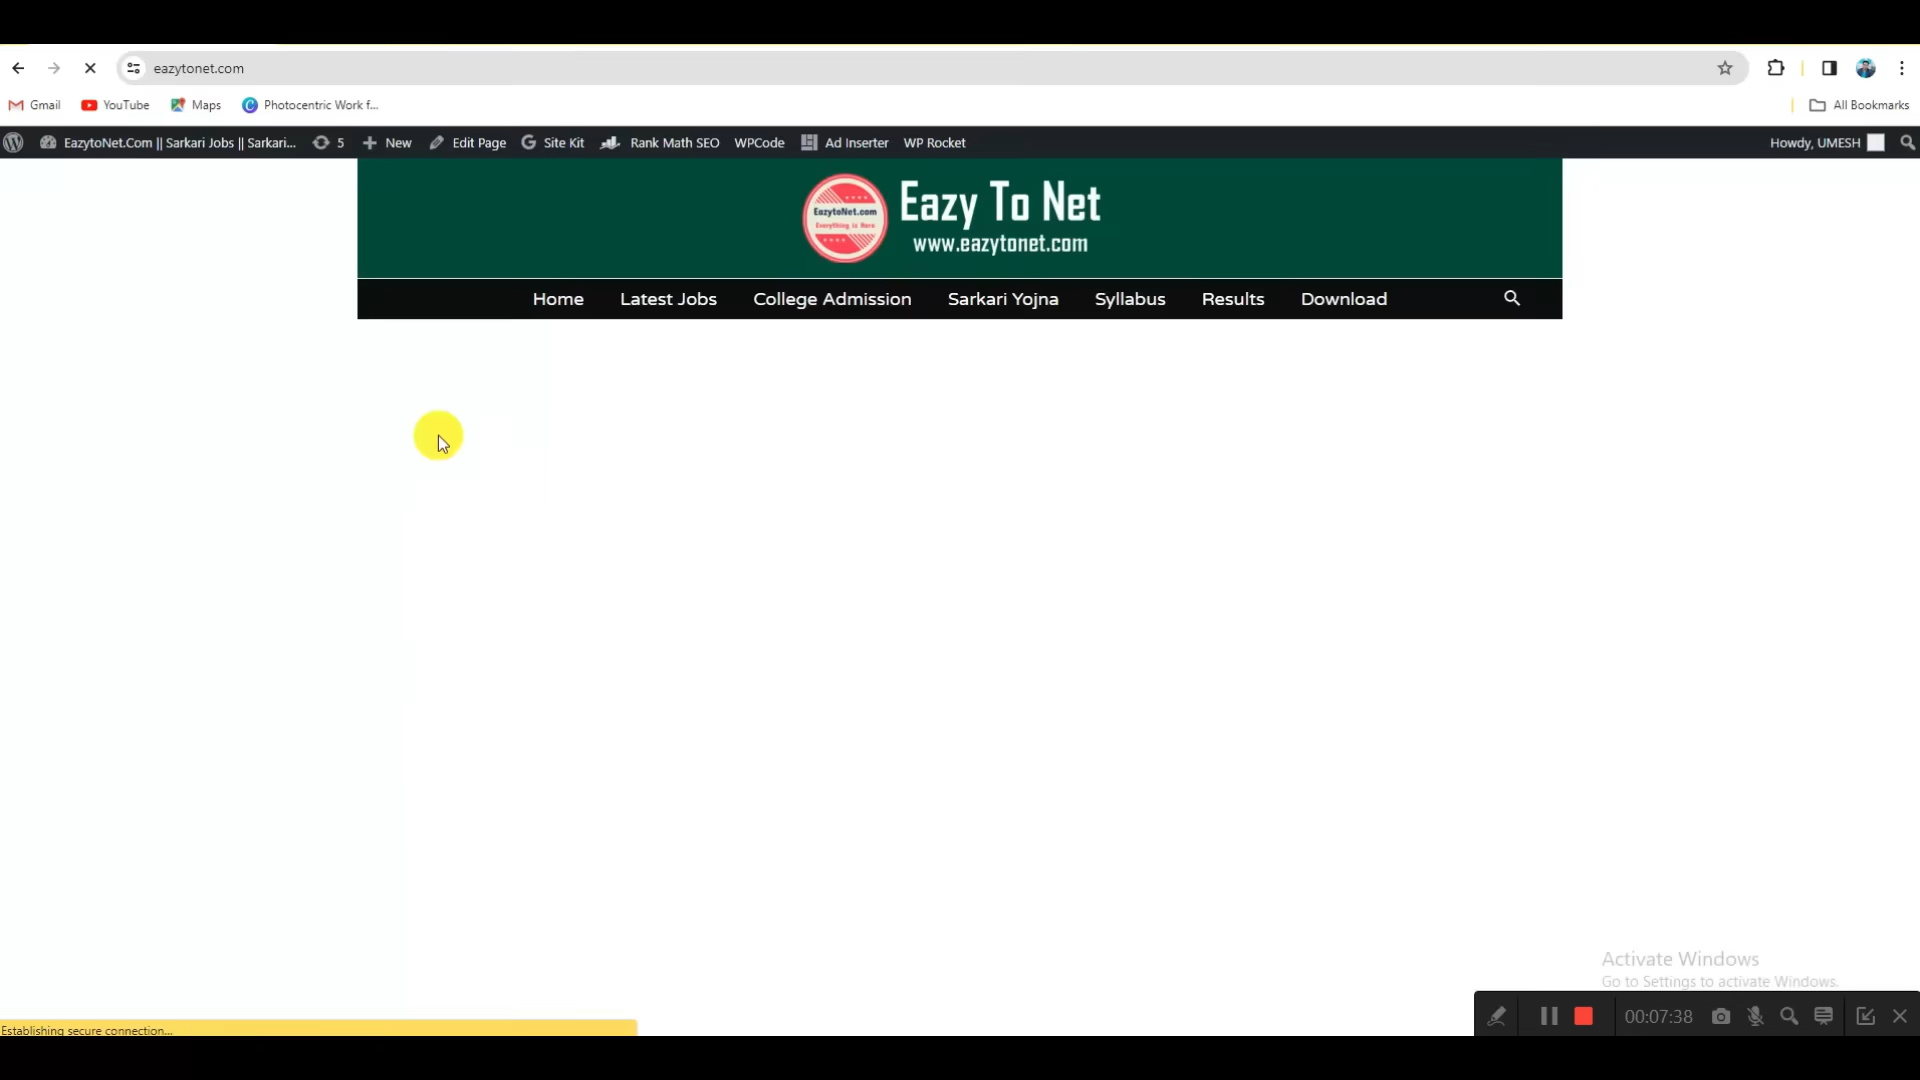 eazytonet.com
Gmail YouTube Maps Photocentric Work f... All Bookmarks
EazytoNet.Com || Sarkari Jobs || Sarkari... 5 New Edit Page Site Kit Rank Math SEO WPCode Ad Inserter WP Rocket Howdy, UMESH
EazytoNet.com
Everything is Here
Eazy To Net
www.eazytonet.com
Home Latest Jobs College Admission Sarkari Yojna Syllabus Results Download
Activate Windows
Go to Settings to activate Windows.
00:07:38
Establishing secure connection...